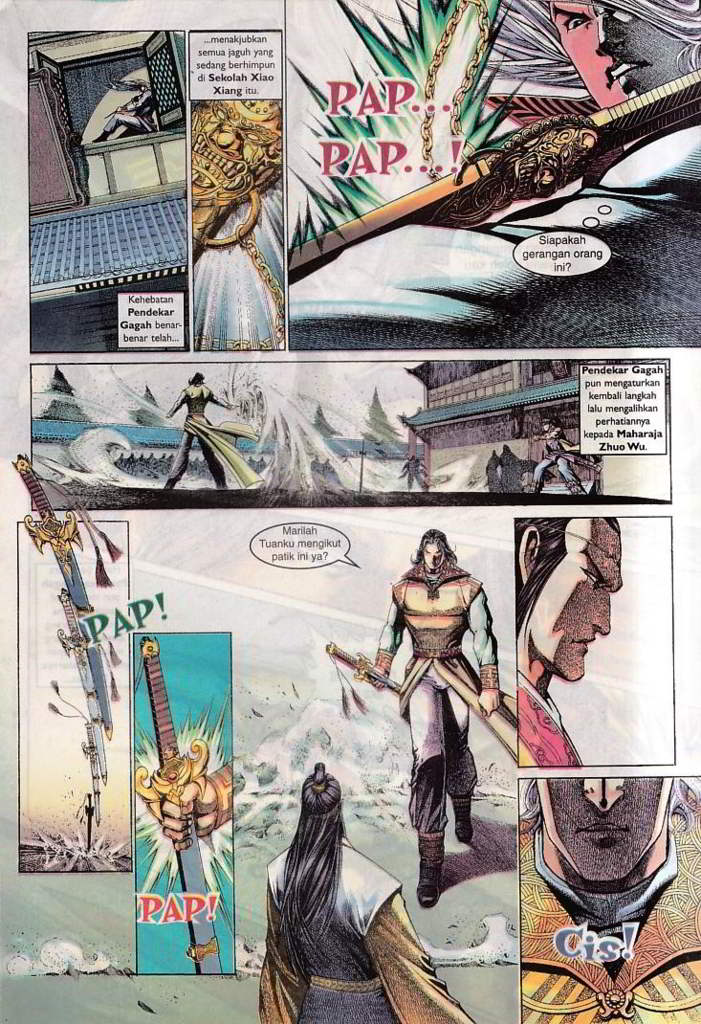 Kehebatan
Pendekar
Gagah benar-
benar telah...
...menakjubkan
semua jaguh yang
sedang berhimpun
di Sekolah Xiao
Xiang itu.
PAP...
PAP...!
Siapakah
gerangan orang
ini?
Pendekar Gagah
pun mengaturkan
kembali langkah
lalu mengalihkan
perhatiannya
kepada Maharaja
Zhuo Wu.
PAP!
PAP!
Marilah
Tuanku mengikut
patik ini ya?
Cis!